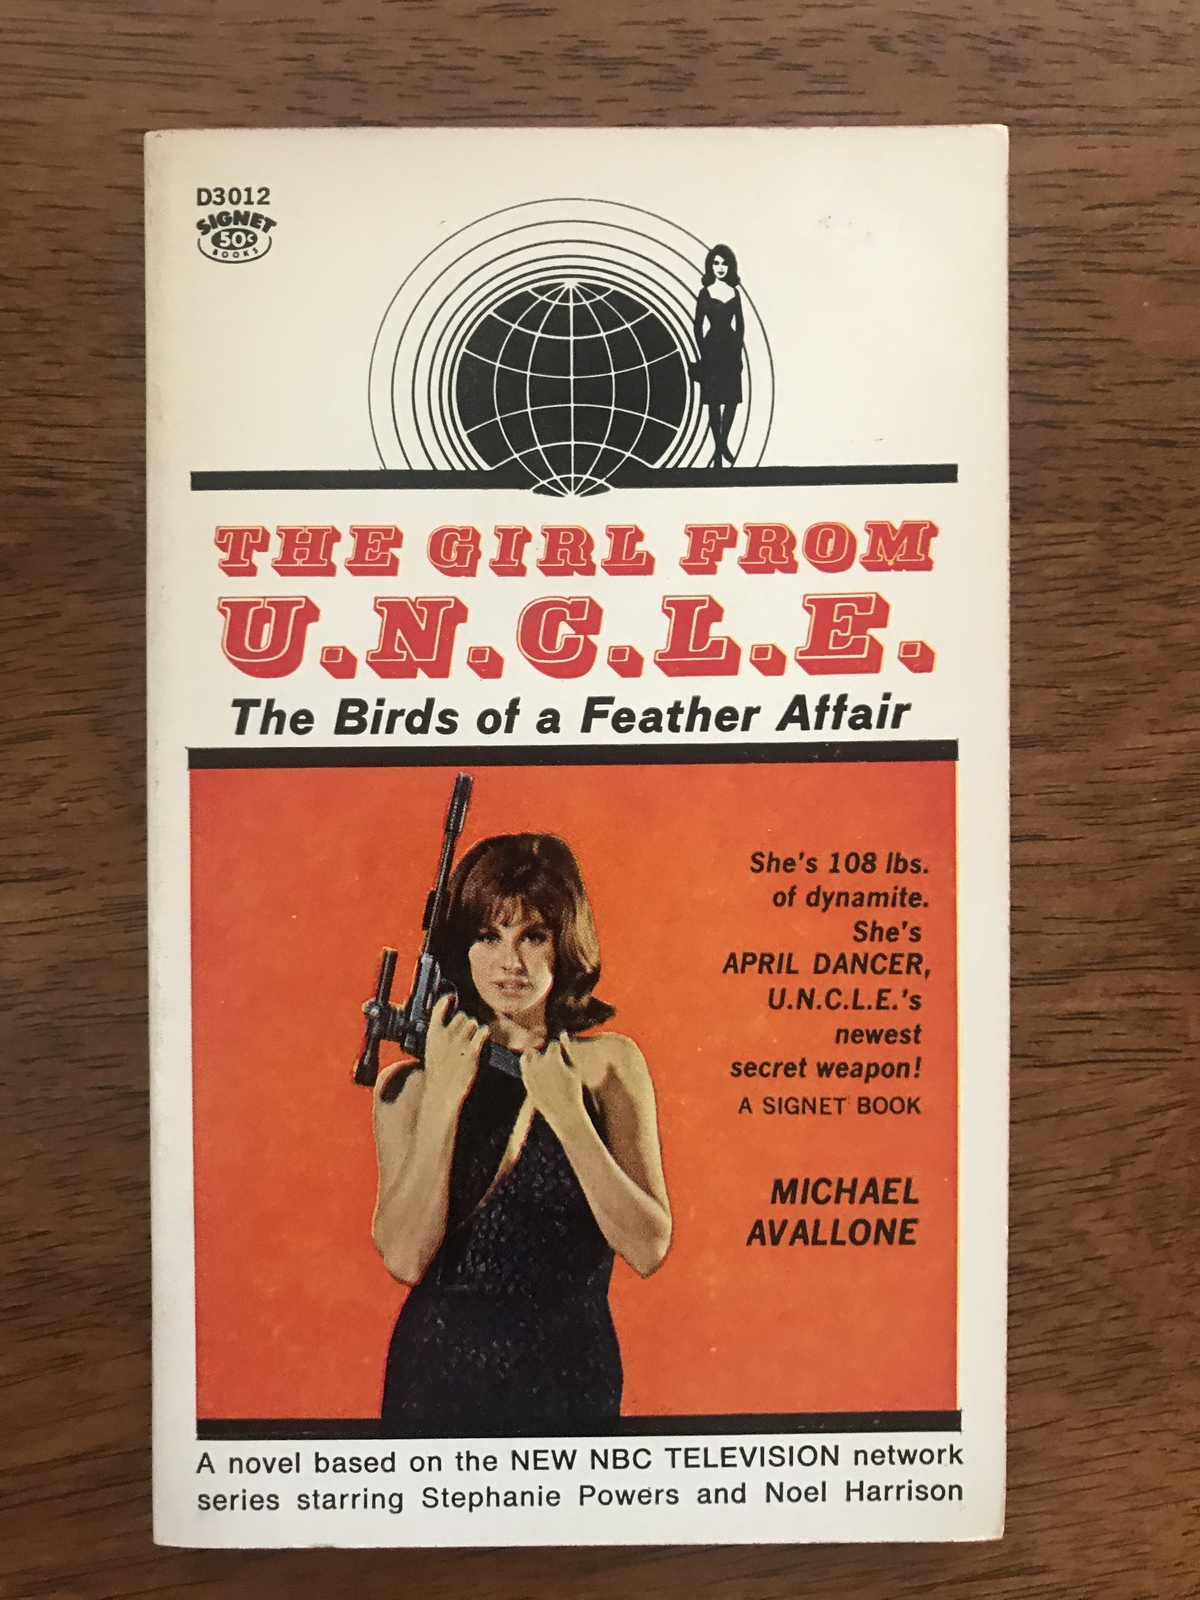 D3012
SIGNET
50¢
BOOKS
THE GIRL FROM
U.N.C.L.E.
The Birds of a Feather Affair
She's 108 lbs.
of dynamite.
She's
APRIL DANCER,
U.N.C.L.E.'s
newest
secret weapon!
A SIGNET BOOK
MICHAEL
AVALLONE
A novel based on the NEW NBC TELEVISION network
series starring Stephanie Powers and Noel Harrison